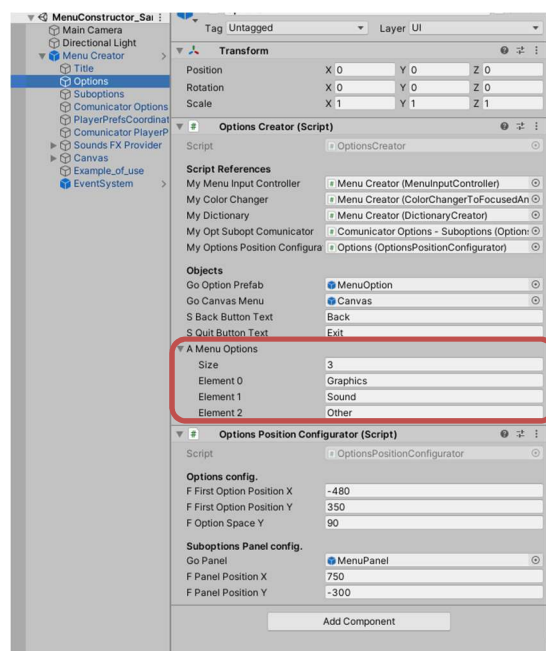 MenuConstructor_Sa
Main Camera
Directional Light
Menu Creator
Title
Options
Suboptions
Comunicator Options
PlayerPrefsCoordinat
Comunicator PlayerP
Sounds FX Provider
Canvas
Example_of_use
EventSystem
Tag Untagged Layer UI
Transform
Position X 0 Y 0 Z 0
Rotation X 0 Y 0 Z 0
Scale X 1 Y 1 Z 1
# Options Creator (Script)
Script # OptionsCreator
Script References
My Menu Input Controller Menu Creator (MenuInputController)
My Color Changer Menu Creator (ColorChangerToFocusedAn
My Dictionary Menu Creator (DictionaryCreator)
My Opt Subopt Comunicator Comunicator Options - Suboptions (Option
My Options Position Configura Options (OptionsPositionConfigurator)
Objects
Go Option Prefab MenuOption
Go Canvas Menu Canvas
S Back Button Text Back
S Quit Button Text Exit
A Menu Options
Size 3
Element 0 Graphics
Element 1 Sound
Element 2 Other
# Options Position Configurator (Script)
Script # OptionsPositionConfigurator
Options config.
F First Option Position X -480
F First Option Position Y 350
F Option Space Y 90
Suboptions Panel config.
Go Panel MenuPanel
F Panel Position X 750
F Panel Position Y -300
Add Component